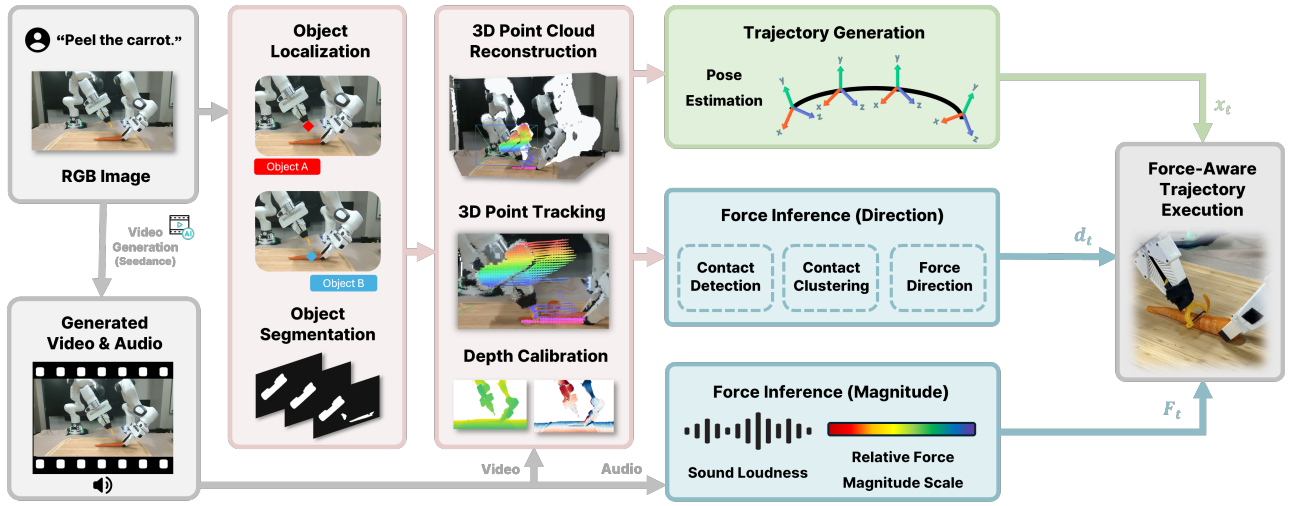 “Peel the carrot.”
RGB Image
Video
Generation
(Seedance)
AI
Generated
Video & Audio
Object
Localization
Object A
Object B
Object
Segmentation
3D Point Cloud
Reconstruction
3D Point Tracking
Depth Calibration
Video
Audio
Trajectory Generation
Pose
Estimation
y
x
z
y
x
z
y
x
z
y
x
z
Force Inference (Direction)
Contact
Detection
Contact
Clustering
Force
Direction
Force Inference (Magnitude)
Sound Loudness
Relative Force
Magnitude Scale
x_t
d_t
F_t
Force-Aware
Trajectory
Execution